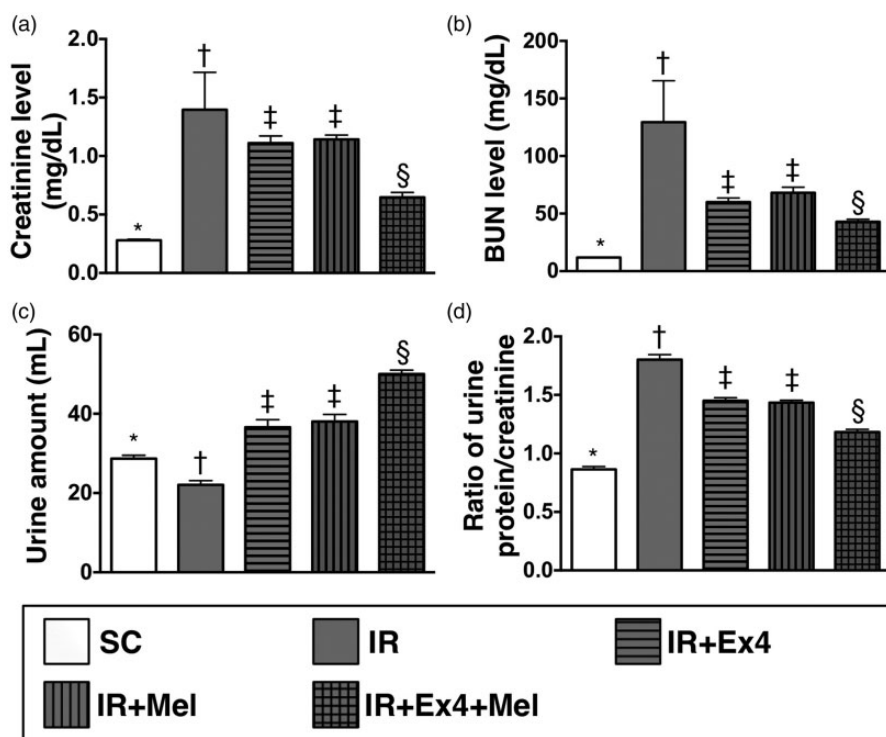 (a)
Creatinine level
(mg/dL)
2.0
1.5
1.0
0.5
0.0
*
†
‡
‡
§
(b)
BUN level (mg/dL)
200
150
100
50
0
*
†
‡
‡
§
(c)
Urine amount (mL)
60
40
20
0
*
†
‡
‡
§
(d)
Ratio of urine
protein/creatinine
2.0
1.5
1.0
0.5
0.0
*
†
‡
‡
§
SC
IR
IR+Ex4
IR+Mel
IR+Ex4+Mel